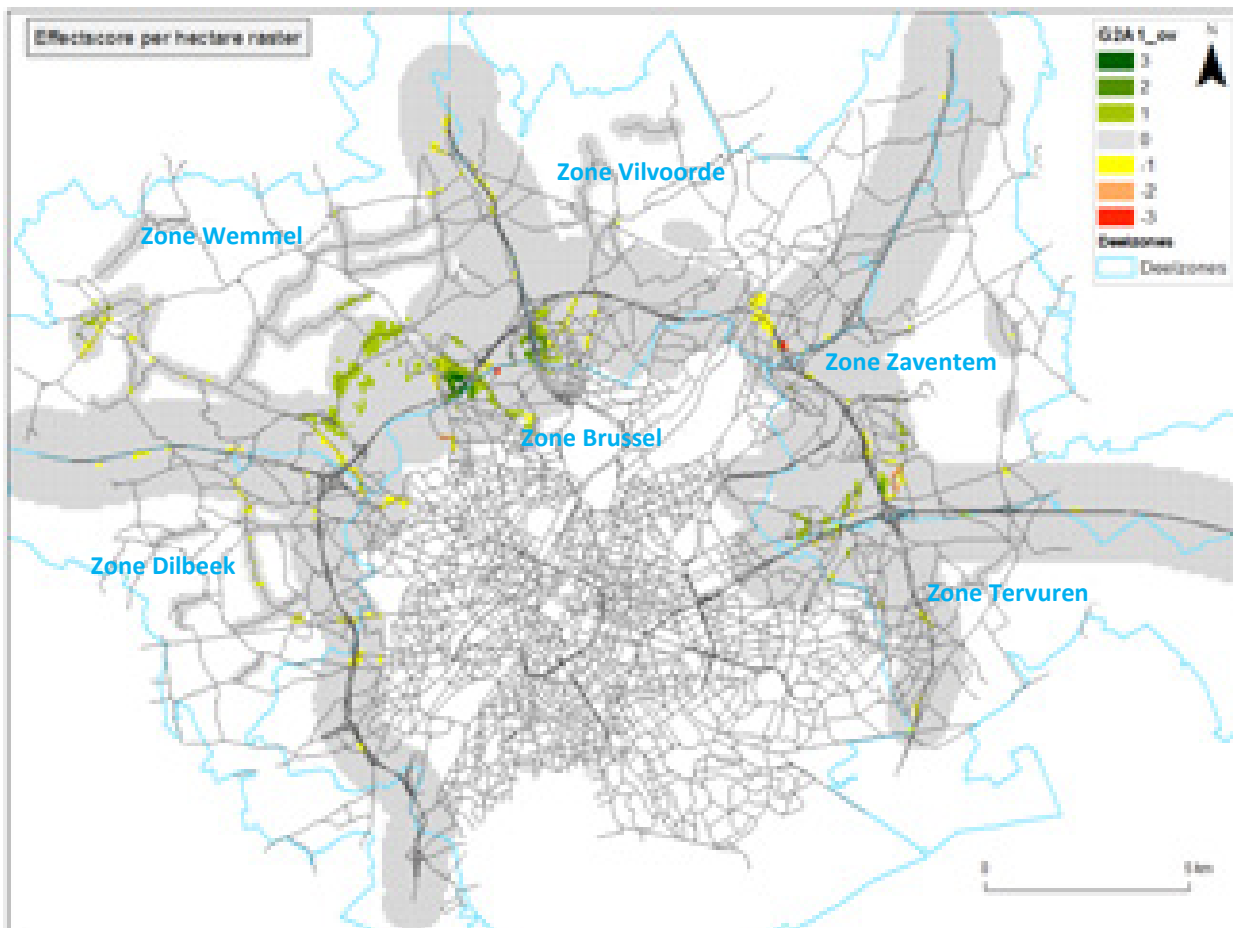 Effectscore per hectare raster
G2A1_ov
N
3
2
1
0
-1
-2
-3
Deelzones
Deelzones
Zone Vilvoorde
Zone Wemmel
Zone Zaventem
Zone Brussel
Zone Dilbeek
Zone Tervuren
0 5 km